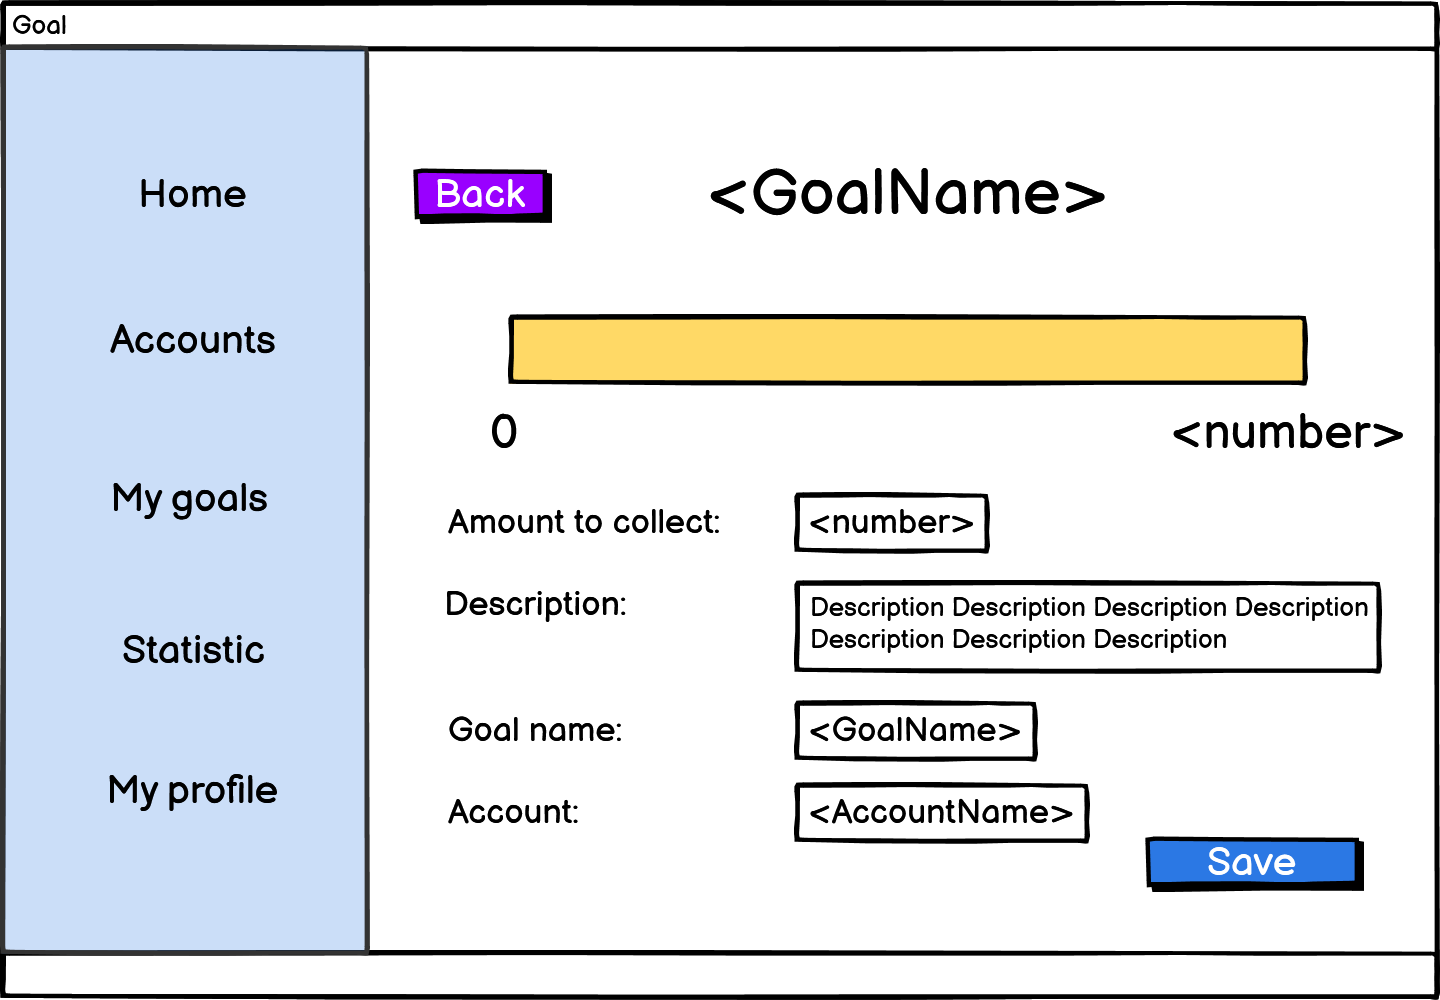 Goal
Home
Accounts
My goals
Statistic
My profile
Back
<GoalName>
0
<number>
Amount to collect:
<number>
Description:
Description Description Description Description
Description Description Description
Goal name:
<GoalName>
Account:
<AccountName>
Save